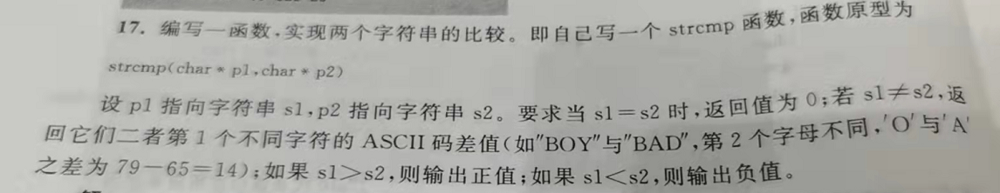 17. 编写一函数,实现两个字符串的比较。即自己写一个 strcmp 函数,函数原型为
strcmp(char * p1,char * p2)
设 p1 指向字符串 s1,p2 指向字符串 s2。要求当 s1=s2 时,返回值为 0;若 s1≠s2,返
回它们二者第 1 个不同字符的 ASCII 码差值(如"BOY"与"BAD",第 2 个字母不同,'O'与'A'
之差为 79-65=14);如果 s1>s2,则输出正值;如果 s1<s2,则输出负值。